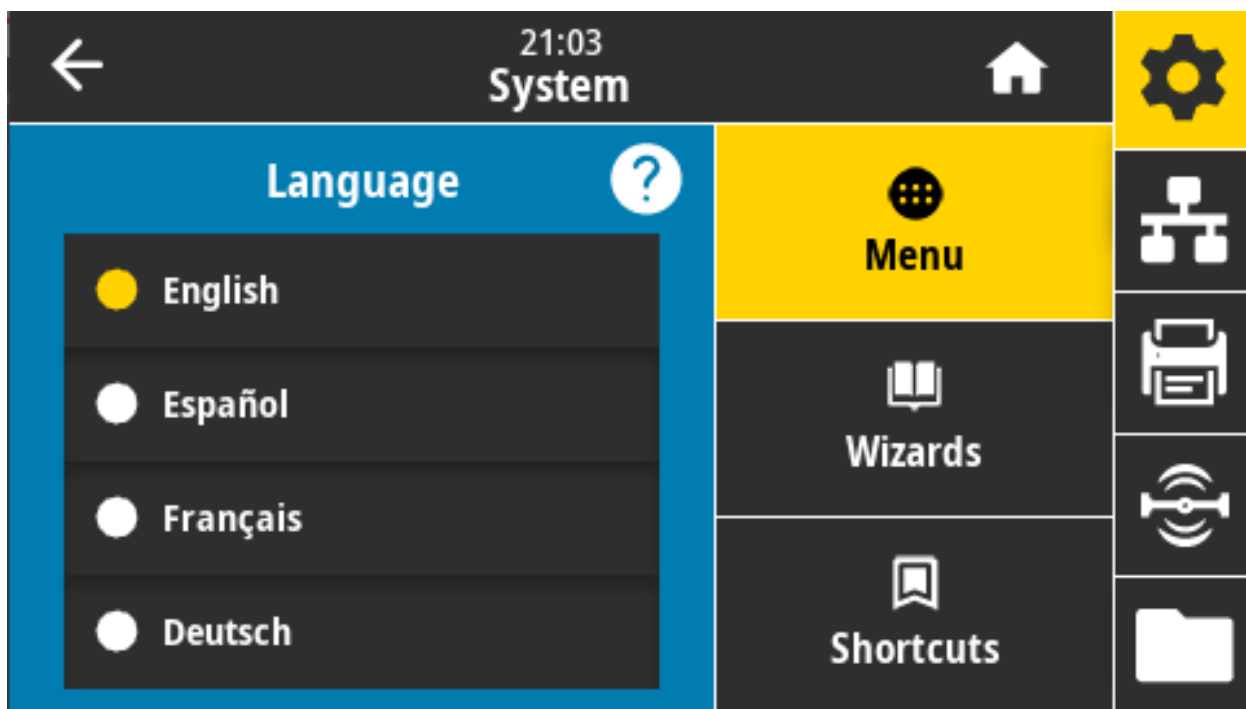 21:03
System
Language
?
English
Español
Français
Deutsch
Menu
Wizards
Shortcuts